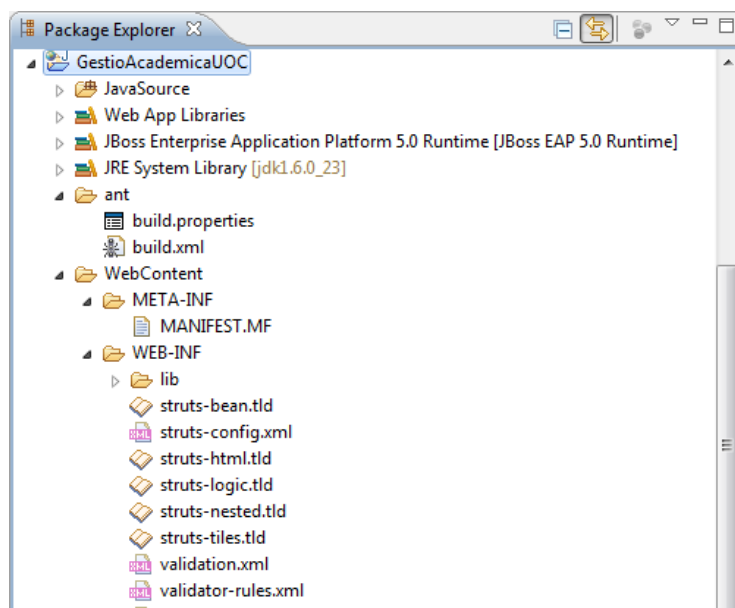 Package Explorer
GestioAcademicaUOC
JavaSource
Web App Libraries
JBoss Enterprise Application Platform 5.0 Runtime [JBoss EAP 5.0 Runtime]
JRE System Library [jdk1.6.0_23]
ant
build.properties
build.xml
WebContent
META-INF
MANIFEST.MF
WEB-INF
lib
struts-bean.tld
struts-config.xml
struts-html.tld
struts-logic.tld
struts-nested.tld
struts-tiles.tld
validation.xml
validator-rules.xml